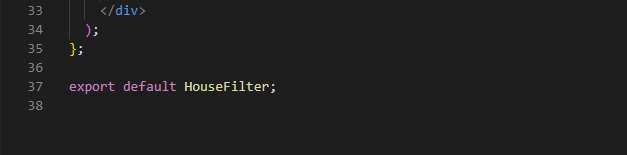 33 </div>
34 );
35 };
36
37 export default HouseFilter;
38